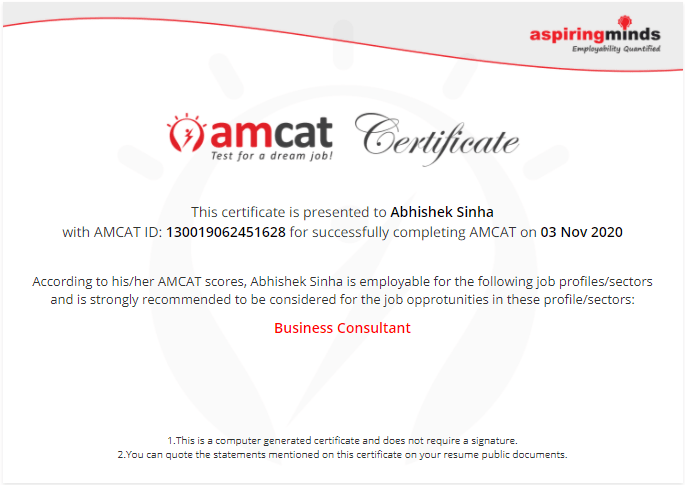 aspiringminds
Employability Quantified
amcat Certificate
Test for a dream job!
This certificate is presented to Abhishek Sinha
with AMCAT ID: 130019062451628 for successfully completing AMCAT on 03 Nov 2020
According to his/her AMCAT scores, Abhishek Sinha is employable for the following job profiles/sectors
and is strongly recommended to be considered for the job opprotunities in these profile/sectors:
Business Consultant
1.This is a computer generated certificate and does not require a signature.
2.You can quote the statements mentioned on this certificate on your resume public documents.